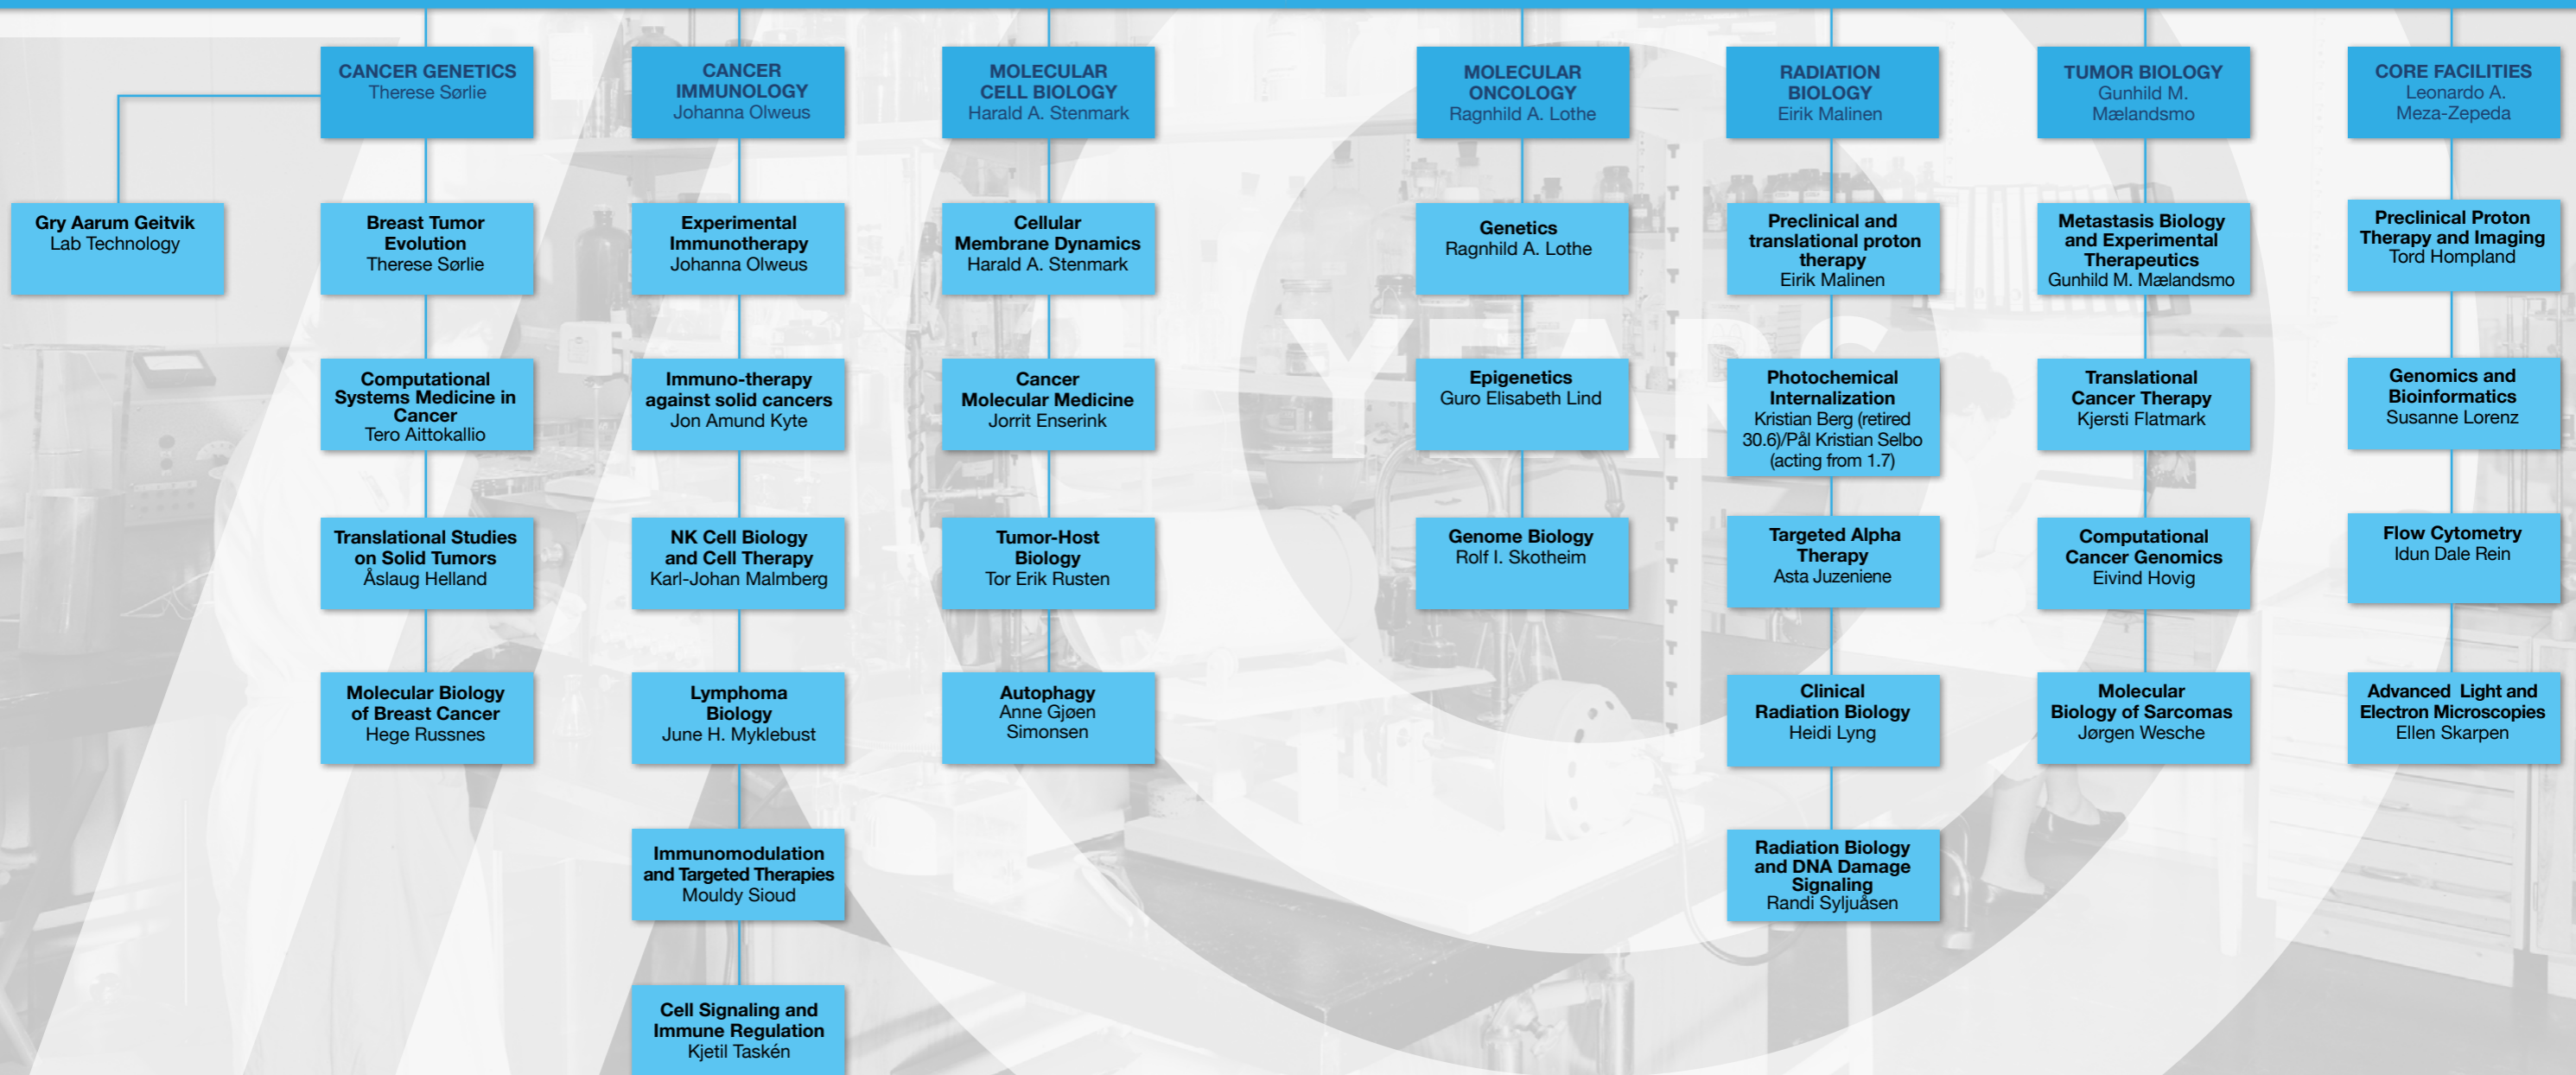 CANCER GENETICS
Therese Sørlie
Gry Aarum Geitvik
Lab Technology
Breast Tumor
Evolution
Therese Sørlie
Computational
Systems Medicine in
Cancer
Tero Aittokallio
Translational Studies
on Solid Tumors
Åslaug Helland
Molecular Biology
of Breast Cancer
Hege Russnes
CANCER
IMMUNOLOGY
Johanna Olweus
Experimental
Immunotherapy
Johanna Olweus
Immuno-therapy
against solid cancers
Jon Amund Kyte
NK Cell Biology
and Cell Therapy
Karl-Johan Malmberg
Lymphoma
Biology
June H. Myklebust
Immunomodulation
and Targeted Therapies
Mouldy Sioud
Cell Signaling and
Immune Regulation
Kjetil Taskén
MOLECULAR
CELL BIOLOGY
Harald A. Stenmark
Cellular
Membrane Dynamics
Harald A. Stenmark
Cancer
Molecular Medicine
Jorrit Enserink
Tumor-Host
Biology
Tor Erik Rusten
Autophagy
Anne Gjøen
Simonsen
MOLECULAR
ONCOLOGY
Ragnhild A. Lothe
Genetics
Ragnhild A. Lothe
Epigenetics
Guro Elisabeth Lind
Genome Biology
Rolf I. Skotheim
RADIATION
BIOLOGY
Eirik Malinen
Preclinical and
translational proton
therapy
Eirik Malinen
Photochemical
Internalization
Kristian Berg (retired
30.6)/Pål Kristian Selbo
(acting from 1.7)
Targeted Alpha
Therapy
Asta Juzeniene
Clinical
Radiation Biology
Heidi Lyng
Radiation Biology
and DNA Damage
Signaling
Randi Syljuåsen
TUMOR BIOLOGY
Gunhild M.
Mælandsmo
Metastasis Biology
and Experimental
Therapeutics
Gunhild M. Mælandsmo
Translational
Cancer Therapy
Kjersti Flatmark
Computational
Cancer Genomics
Eivind Hovig
Molecular
Biology of Sarcomas
Jørgen Wesche
CORE FACILITIES
Leonardo A.
Meza-Zepeda
Preclinical Proton
Therapy and Imaging
Tord Hompland
Genomics and
Bioinformatics
Susanne Lorenz
Flow Cytometry
Idun Dale Rein
Advanced Light and
Electron Microscopies
Ellen Skarpen
YEARS